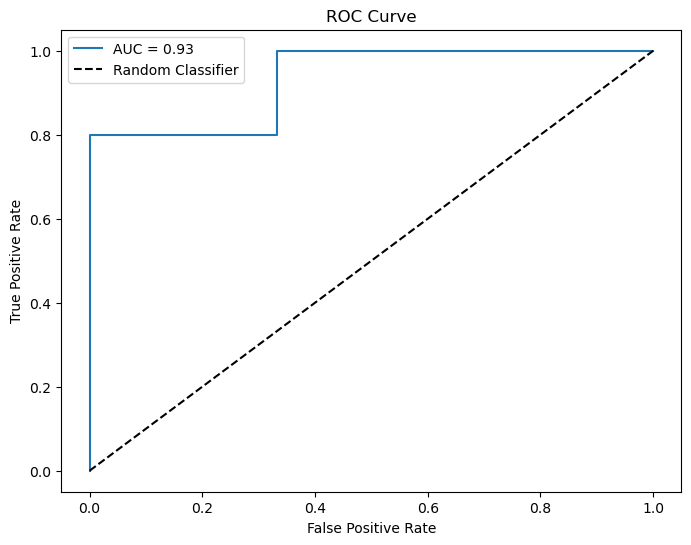 ROC Curve
AUC = 0.93
Random Classifier
True Positive Rate
1.0
0.8
0.6
0.4
0.2
0.0
0.0 0.2 0.4 0.6 0.8 1.0
False Positive Rate